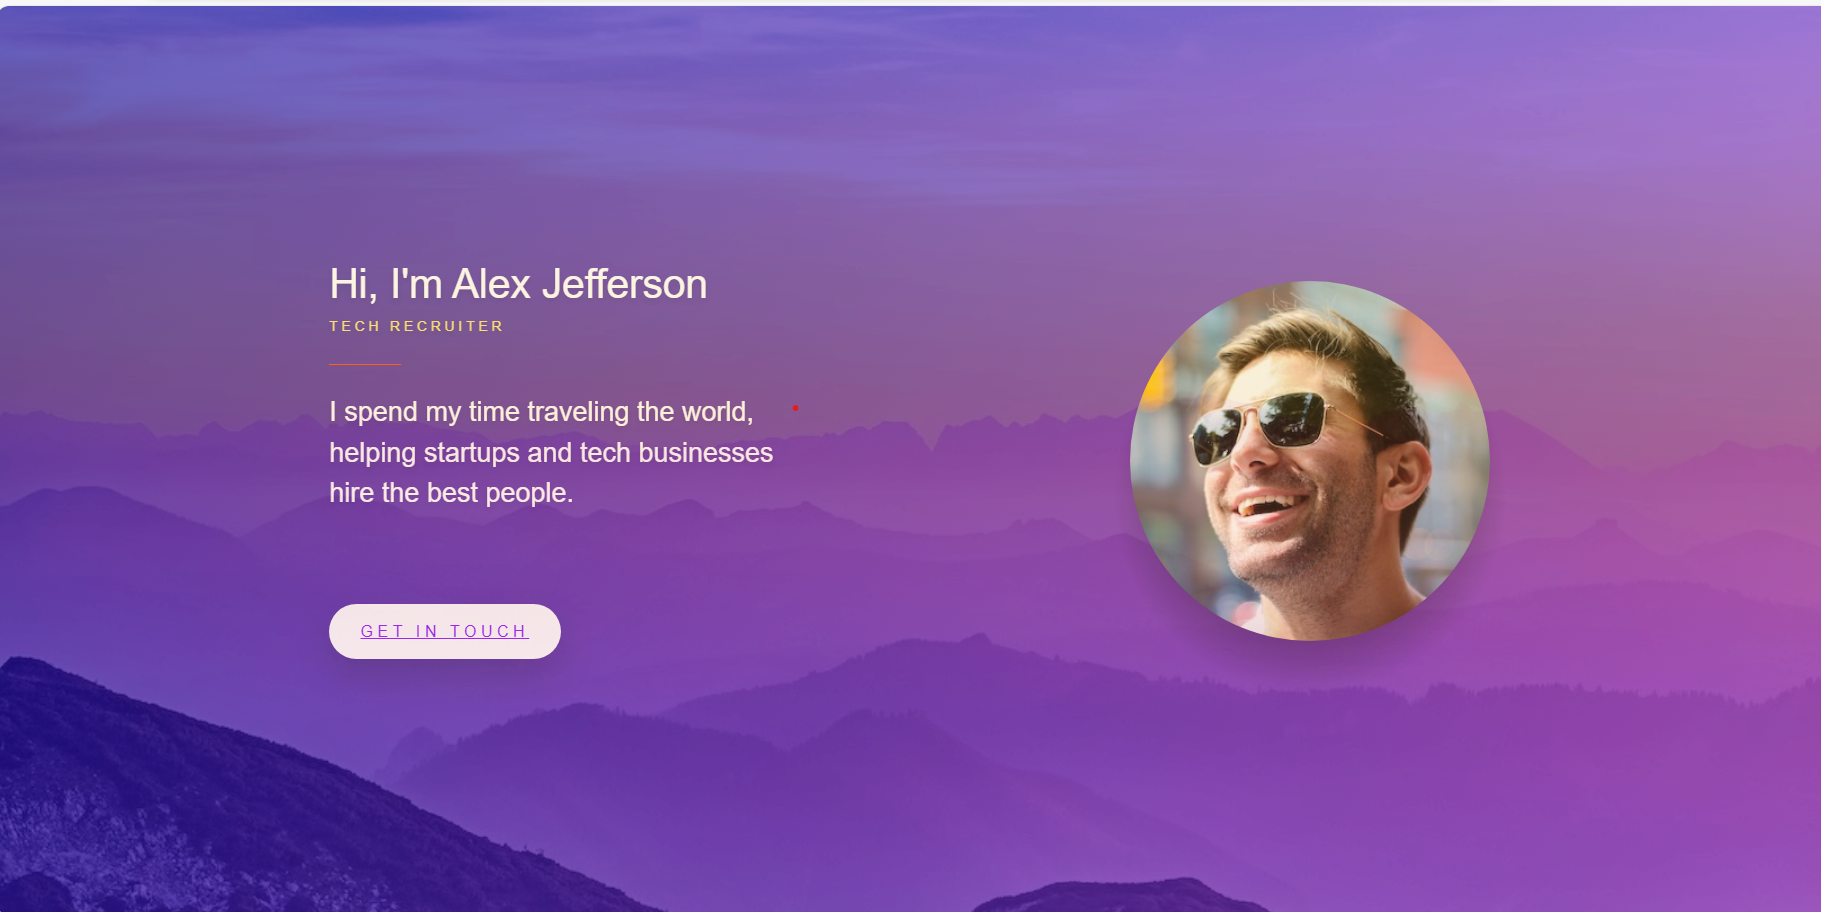 Hi, I'm Alex Jefferson
TECH RECRUITER
I spend my time traveling the world,
helping startups and tech businesses
hire the best people.
GET IN TOUCH